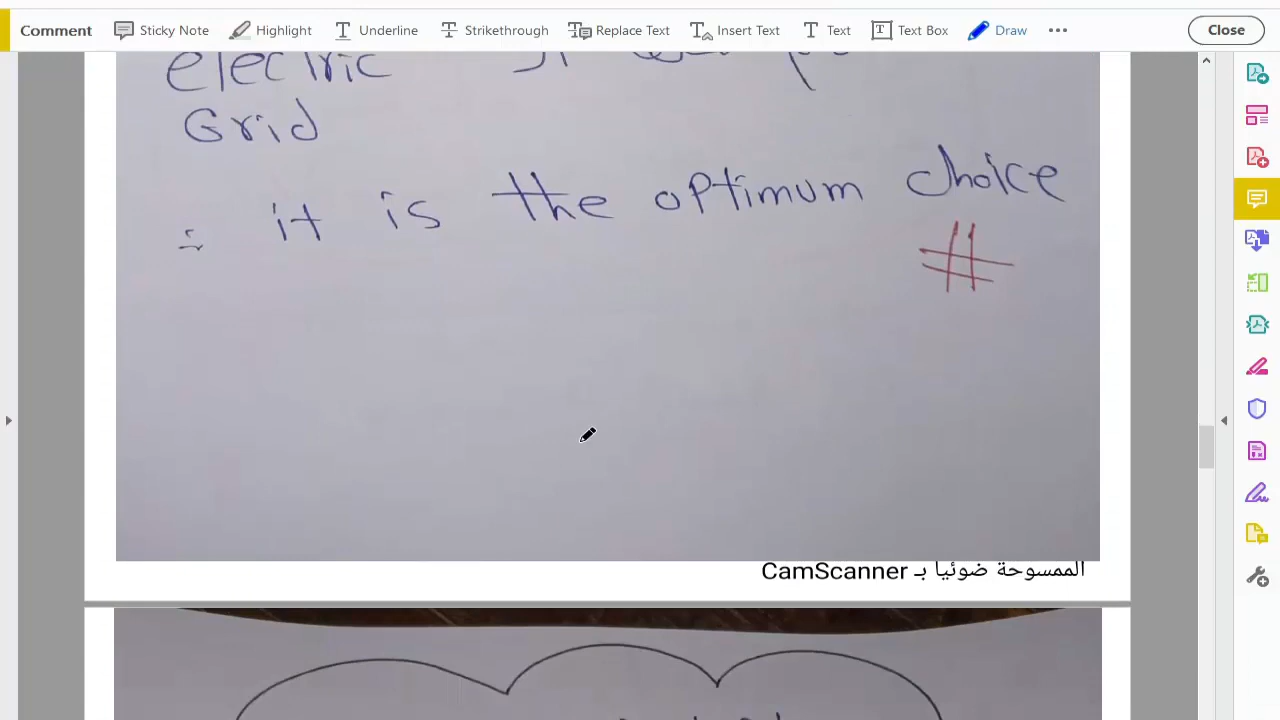 Comment Sticky Note Highlight Underline Strikethrough Replace Text Insert Text Text Text Box Draw ••• Close
electric
Grid
∴ it is the optimum choice
#
الممسوحة ضوئيا بـ CamScanner